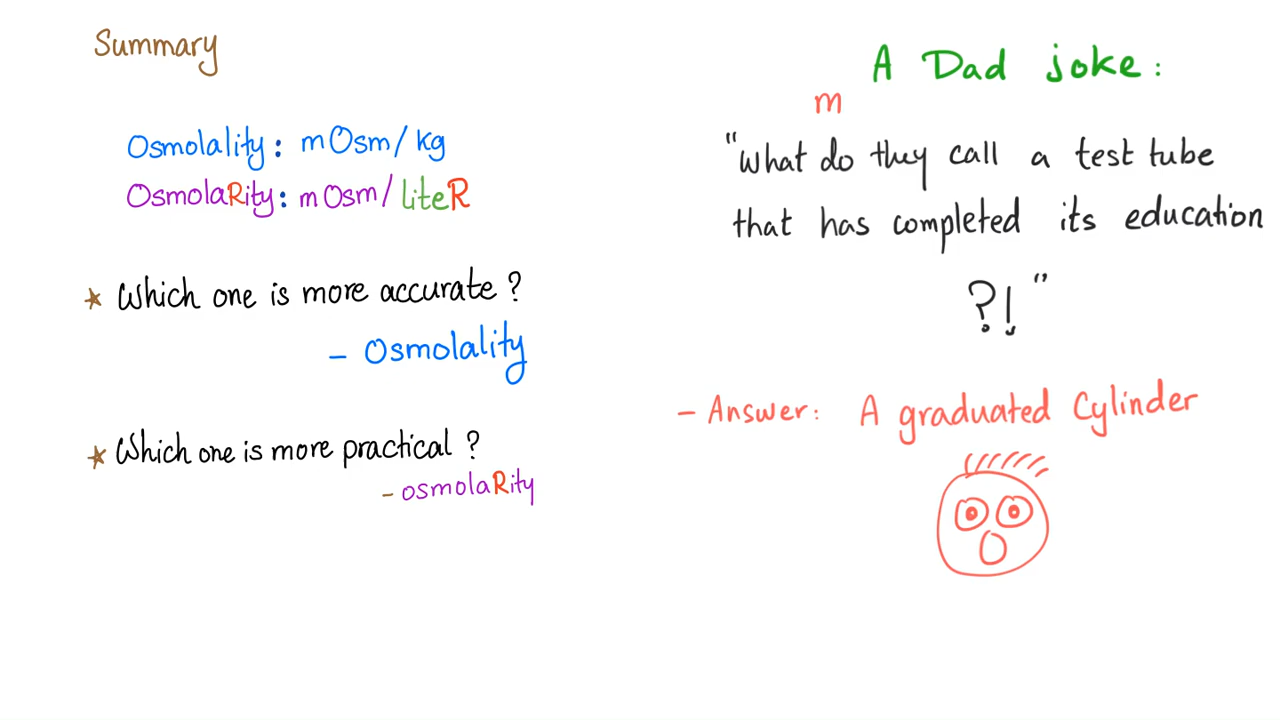 Summary
Osmolality: mOsm/kg
OsmolaRity: mOsm/liteR
★ Which one is more accurate?
- Osmolality
★ Which one is more practical?
- osmolaRity
A Dad joke:
m
"What do they call a test tube
that has completed its education
?!"
- Answer: A graduated Cylinder